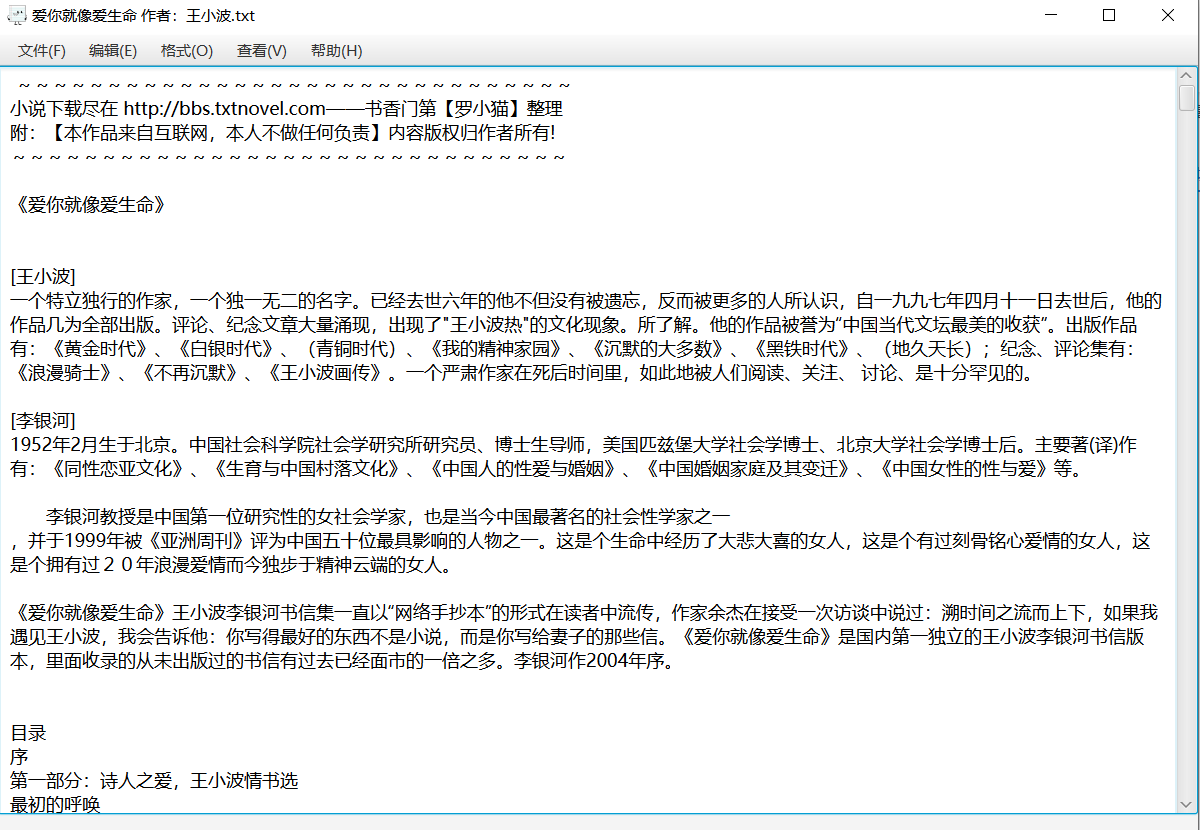 爱你就像爱生命 作者：王小波.txt
文件(F) 编辑(E) 格式(O) 查看(V) 帮助(H)
～～～～～～～～～～～～～～～～～～～～～～～～～～～～～～～
小说下载尽在 http://bbs.txtnovel.com——书香门第【罗小猫】整理
附：【本作品来自互联网，本人不做任何负责】内容版权归作者所有!
～～～～～～～～～～～～～～～～～～～～～～～～～～～～～～～
《爱你就像爱生命》
[王小波]
一个特立独行的作家，一个独一无二的名字。已经去世六年的他不但没有被遗忘，反而被更多的人所认识，自一九九七年四月十一日去世后，他的
作品几为全部出版。评论、纪念文章大量涌现，出现了"王小波热"的文化现象。所了解。他的作品被誉为“中国当代文坛最美的收获”。出版作品
有：《黄金时代》、《白银时代》、（青铜时代）、《我的精神家园》、《沉默的大多数》、《黑铁时代》、（地久天长）；纪念、评论集有：
《浪漫骑士》、《不再沉默》、《王小波画传》。一个严肃作家在死后时间里，如此地被人们阅读、关注、 讨论、是十分罕见的。
[李银河]
1952年2月生于北京。中国社会科学院社会学研究所研究员、博士生导师，美国匹兹堡大学社会学博士、北京大学社会学博士后。主要著(译)作
有：《同性恋亚文化》、《生育与中国村落文化》、《中国人的性爱与婚姻》、《中国婚姻家庭及其变迁》、《中国女性的性与爱》等。
李银河教授是中国第一位研究性的女社会学家，也是当今中国最著名的社会性学家之一
，并于1999年被《亚洲周刊》评为中国五十位最具影响的人物之一。这是个生命中经历了大悲大喜的女人，这是个有过刻骨铭心爱情的女人，这
是个拥有过２０年浪漫爱情而今独步于精神云端的女人。
《爱你就像爱生命》王小波李银河书信集一直以“网络手抄本”的形式在读者中流传，作家余杰在接受一次访谈中说过：溯时间之流而上下，如果我
遇见王小波，我会告诉他：你写得最好的东西不是小说，而是你写给妻子的那些信。《爱你就像爱生命》是国内第一独立的王小波李银河书信版
本，里面收录的从未出版过的书信有过去已经面市的一倍之多。李银河作2004年序。
目录
序
第一部分：诗人之爱，王小波情书选
最初的呼唤